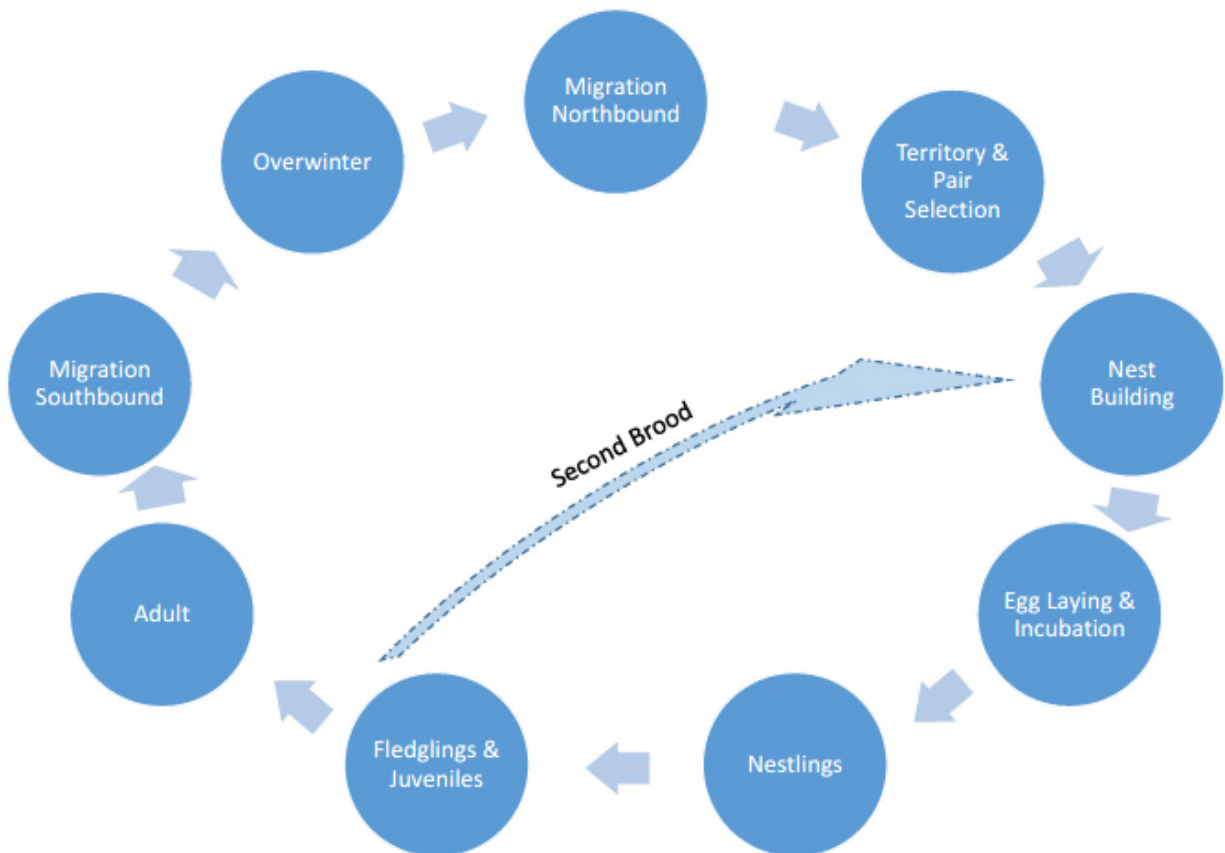 Migration
Northbound
Overwinter
Territory &
Pair
Selection
Migration
Southbound
Nest
Building
Second Brood
Adult
Egg Laying &
Incubation
Fledglings &
Juveniles
Nestlings